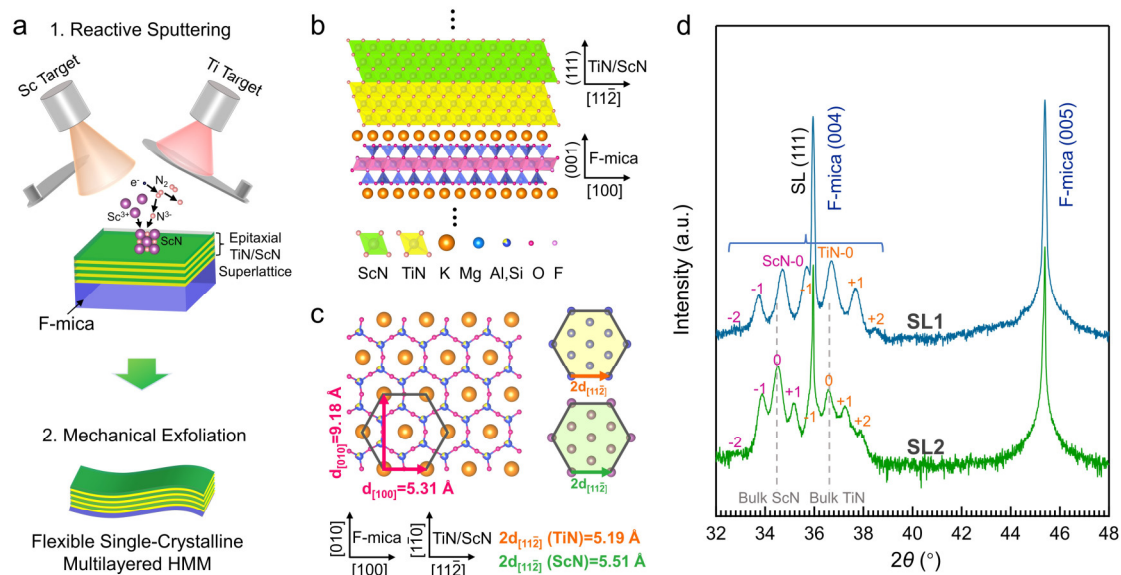 a
1. Reactive Sputtering
Sc Target
Ti Target
e⁻
N₂
Sc³⁺
N³⁻
ScN
Epitaxial
TiN/ScN
Superlattice
F-mica
2. Mechanical Exfoliation
Flexible Single-Crystalline
Multilayered HMM
b
(111)
TiN/ScN
[112̄]
(001)
F-mica
[100]
ScN TiN K Mg Al,Si O F
c
d[010]=9.18 Å
d[100]=5.31 Å
2d[112̄]
2d[112̄]
[010]
F-mica
[100]
[11̄0]
TiN/ScN
[112̄]
2d[112̄] (TiN)=5.19 Å
2d[112̄] (ScN)=5.51 Å
d
Intensity (a.u.)
SL (111)
F-mica (004)
F-mica (005)
ScN-0
TiN-0
-2
-1
-1
+1
+2
SL1
-2
-1
0
+1
-1
0
+1
+2
SL2
Bulk ScN
Bulk TiN
32 34 36 38 40 42 44 46 48
2θ (°)